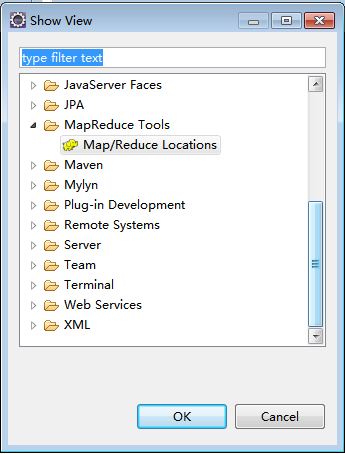 Show View
type filter text
JavaServer Faces
JPA
MapReduce Tools
Map/Reduce Locations
Maven
Mylyn
Plug-in Development
Remote Systems
Server
Team
Terminal
Web Services
XML
OK
Cancel